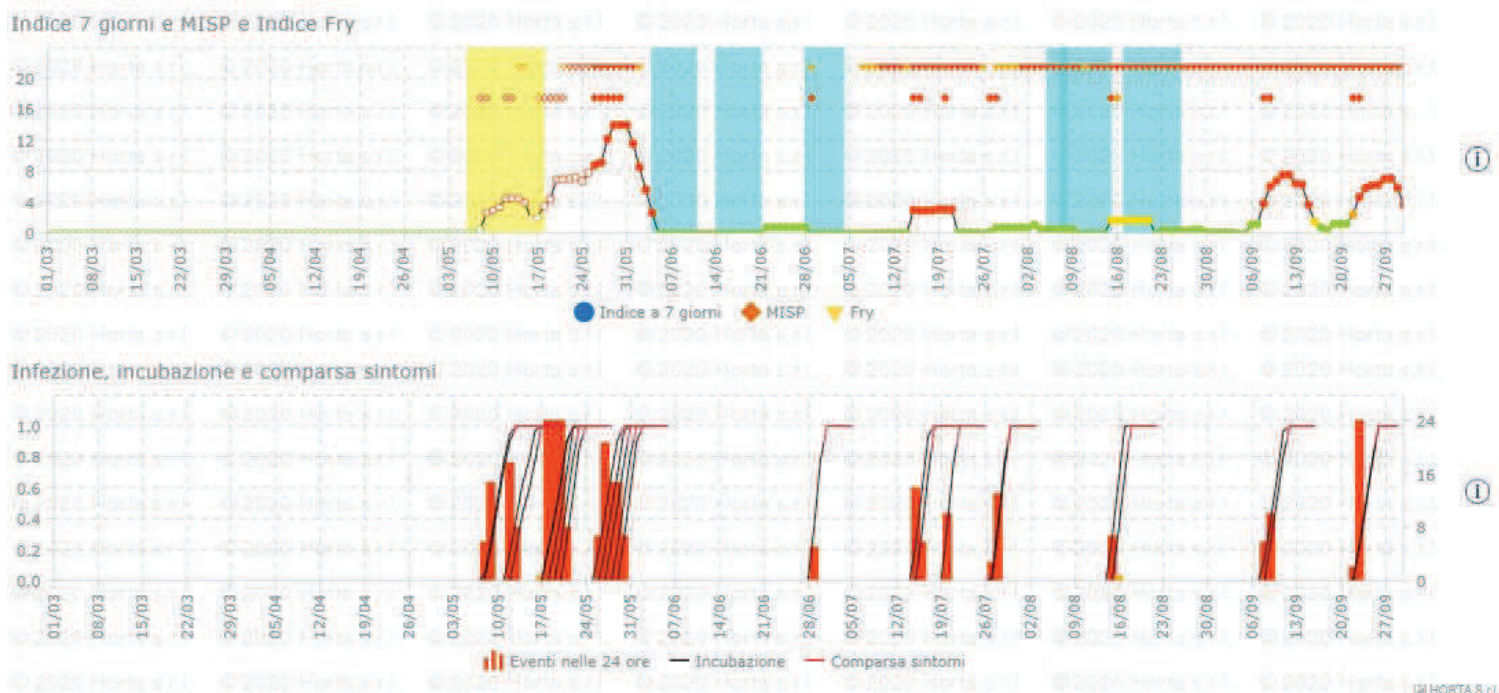 Indice 7 giorni e MISP e Indice Fry
20
16
12
8
4
0
01/03 08/03 15/03 22/03 29/03 05/04 12/04 19/04 26/04 03/05 10/05 17/05 24/05 31/05 07/06 14/06 21/06 28/06 05/07 12/07 19/07 26/07 02/08 09/08 16/08 23/08 30/08 06/09 13/09 20/09 27/09
Indice a 7 giorni MISP Fry
Infezione, incubazione e comparsa sintomi
1.0 24
0.8
0.6 16
0.4
0.2 8
0.0 0
01/03 08/03 15/03 22/03 29/03 05/04 12/04 19/04 26/04 03/05 10/05 17/05 24/05 31/05 07/06 14/06 21/06 28/06 05/07 12/07 19/07 26/07 02/08 09/08 16/08 23/08 30/08 06/09 13/09 20/09 27/08
Eventi nelle 24 ore Incubazione Comparsa sintomi
© 2020 Horta s.r.l